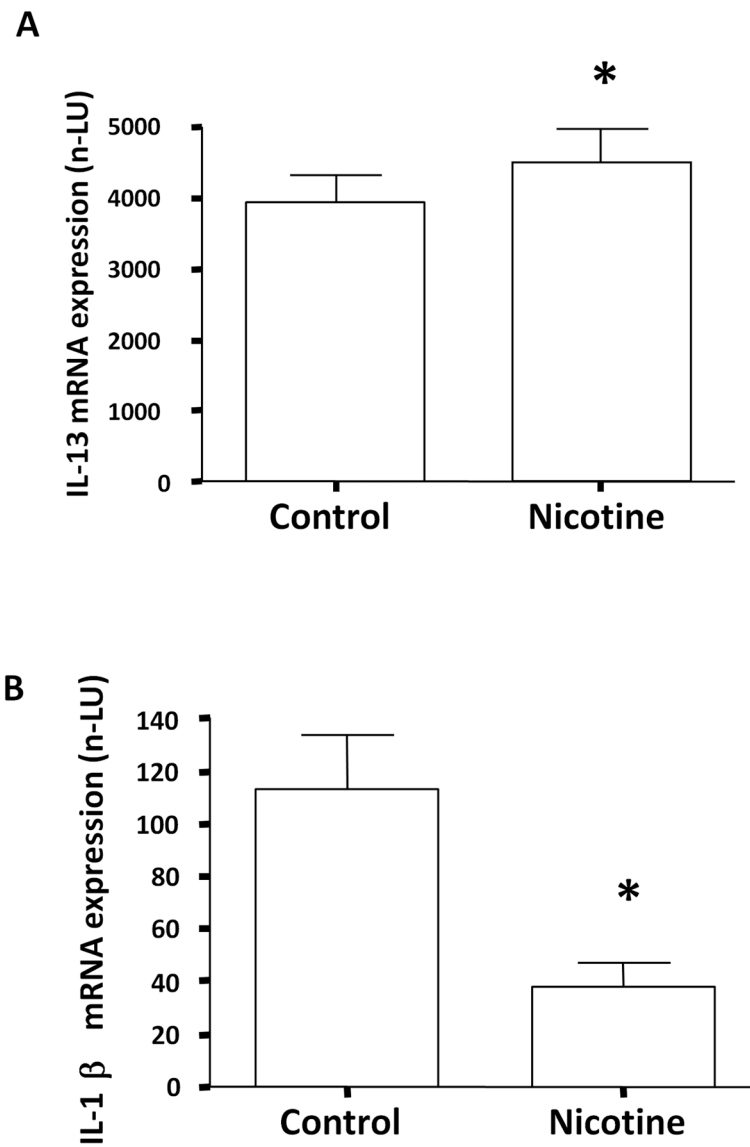 A
IL-13 mRNA expression (n-LU)
*
5000
4000
3000
2000
1000
0
Control Nicotine
B
IL-1 β mRNA expression (n-LU)
140
120
100
80
*
60
40
20
0
Control Nicotine